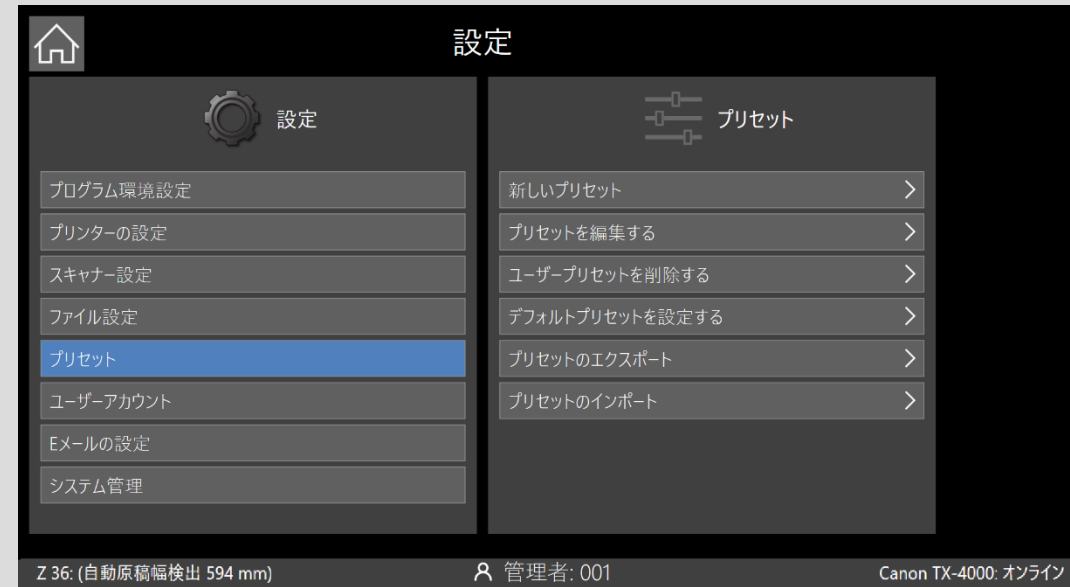 設定
設定
プログラム環境設定
プリンターの設定
スキャナー設定
ファイル設定
プリセット
ユーザーアカウント
Eメールの設定
システム管理
プリセット
新しいプリセット
プリセットを編集する
ユーザープリセットを削除する
デフォルトプリセットを設定する
プリセットのエクスポート
プリセットのインポート
Z 36: (自動原稿幅検出 594 mm)
管理者: 001
Canon TX-4000: オンライン